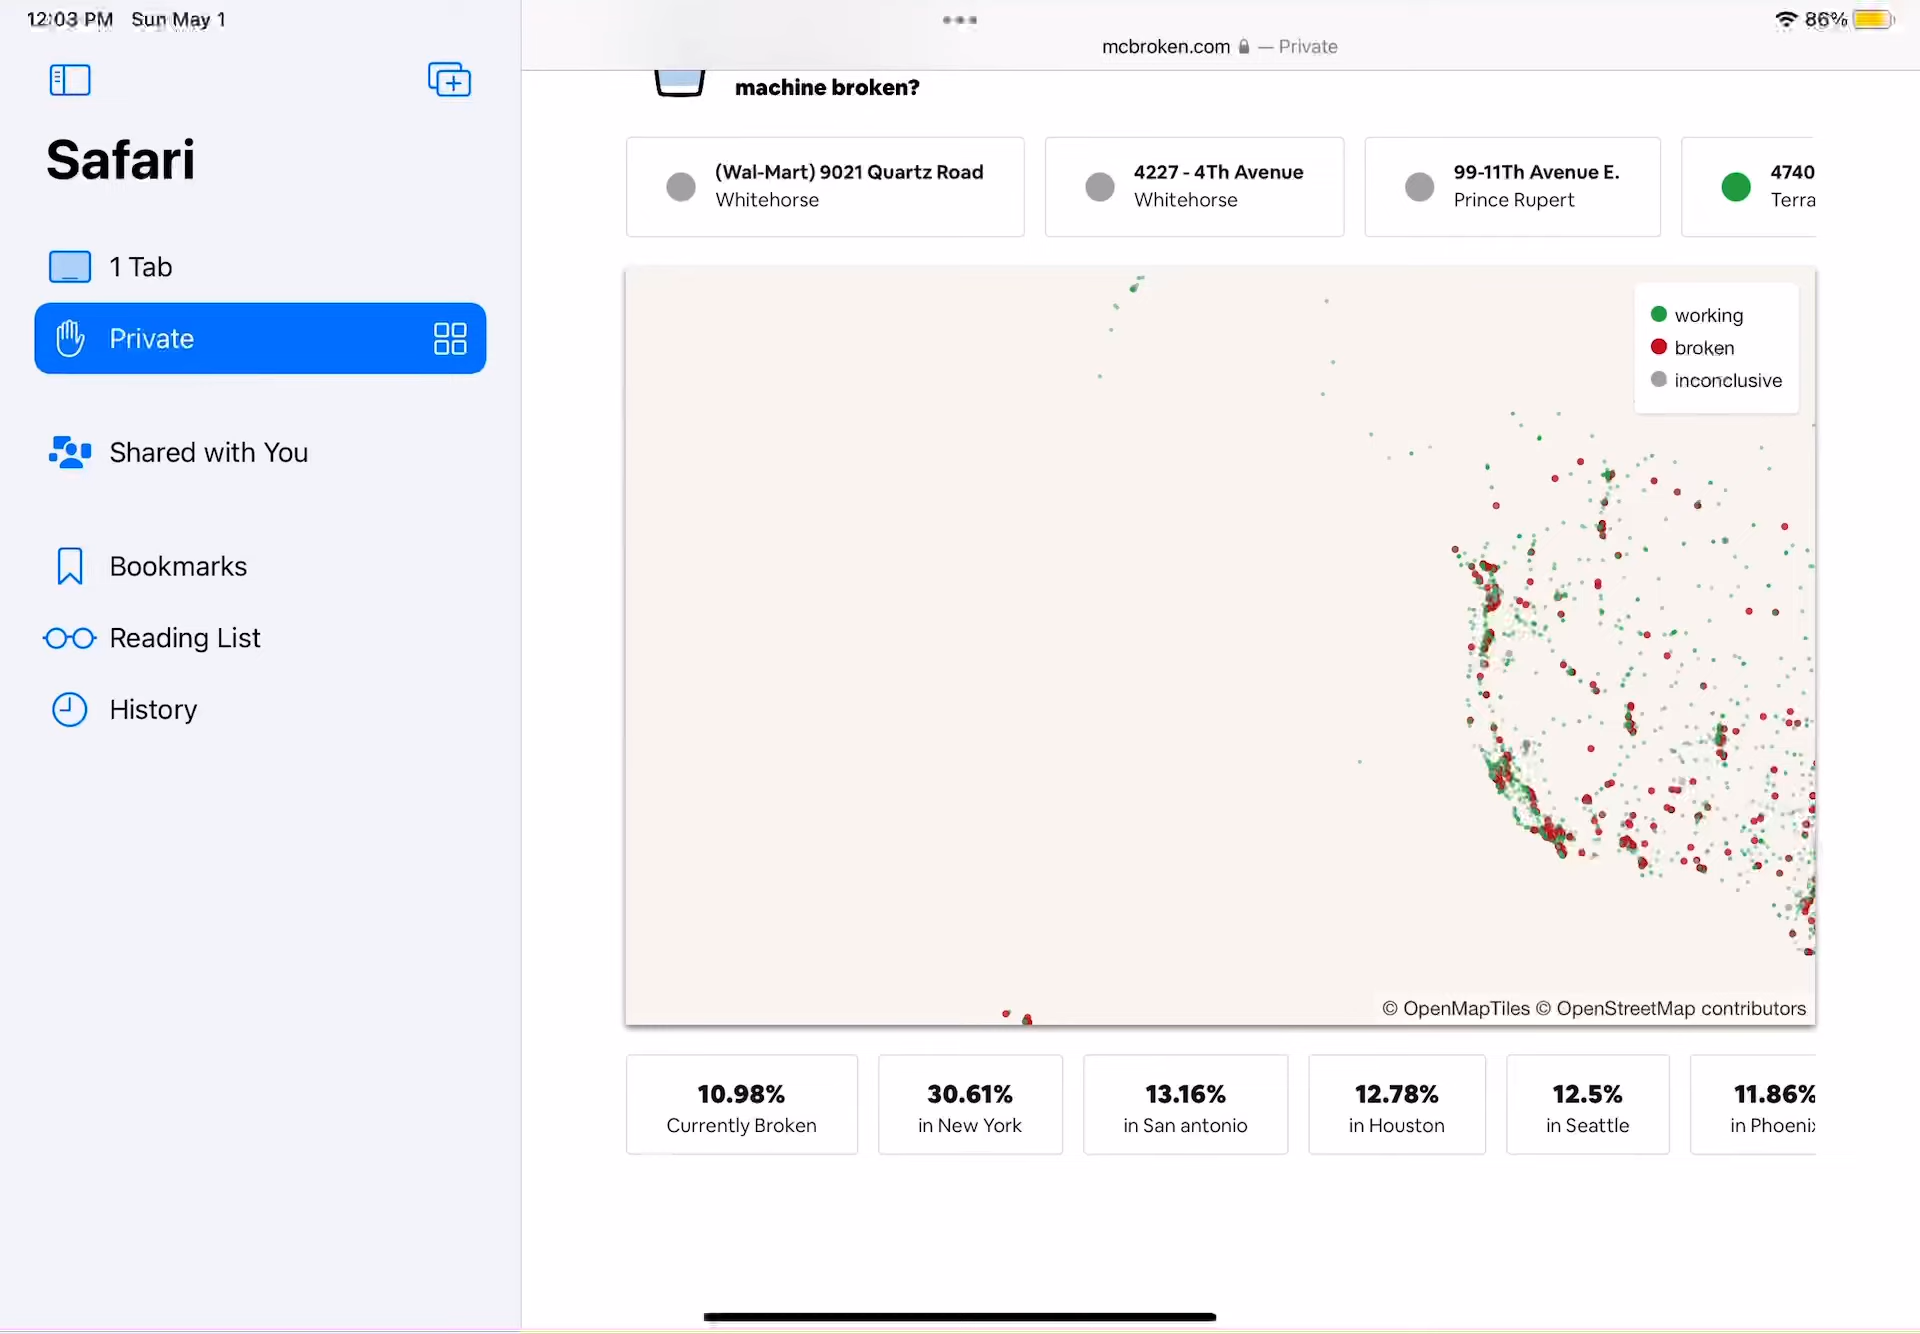 12:03 PM Sun May 1
86%
mcbroken.com — Private
Safari
1 Tab
Private
Shared with You
Bookmarks
Reading List
History
machine broken?
(Wal-Mart) 9021 Quartz Road
Whitehorse
4227 - 4Th Avenue
Whitehorse
99-11Th Avenue E.
Prince Rupert
4740
Terra
working
broken
inconclusive
© OpenMapTiles © OpenStreetMap contributors
10.98%
Currently Broken
30.61%
in New York
13.16%
in San antonio
12.78%
in Houston
12.5%
in Seattle
11.86%
in Phoenix